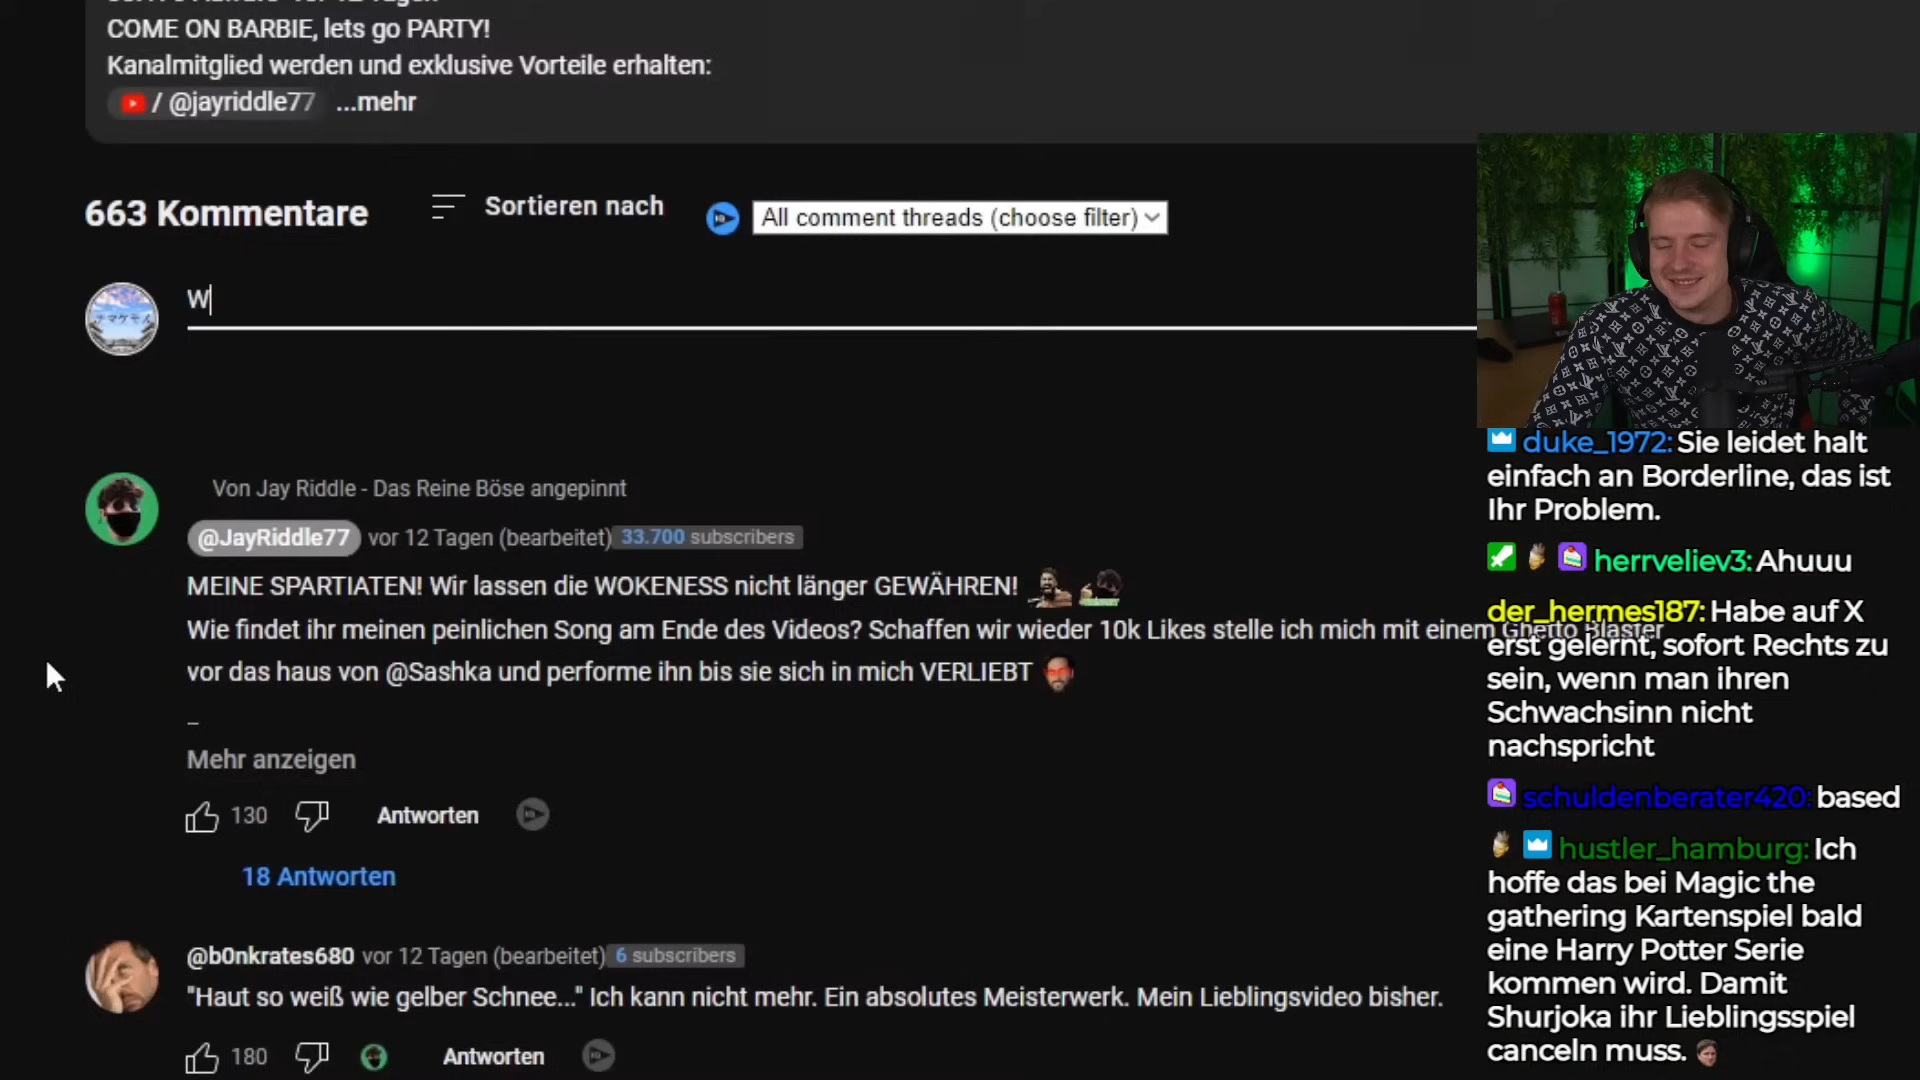 COME ON BARBIE, lets go PARTY!
Kanalmitglied werden und exklusive Vorteile erhalten:
/ @jayriddle77 ...mehr
663 Kommentare
Sortieren nach
All comment threads (choose filter)
W
Von Jay Riddle - Das Reine Böse angepinnt
@JayRiddle77 vor 12 Tagen (bearbeitet) 33.700 subscribers
MEINE SPARTIATEN! Wir lassen die WOKENESS nicht länger GEWÄHREN!
Wie findet ihr meinen peinlichen Song am Ende des Videos? Schaffen wir wieder 10k Likes stelle ich mich mit einem Ghetto Blaster
vor das haus von @Sashka und performe ihn bis sie sich in mich VERLIEBT
_
Mehr anzeigen
130 Antworten
18 Antworten
@b0nkrates680 vor 12 Tagen (bearbeitet) 6 subscribers
"Haut so weiß wie gelber Schnee..." Ich kann nicht mehr. Ein absolutes Meisterwerk. Mein Lieblingsvideo bisher.
180 Antworten
duke_1972: Sie leidet halt
einfach an Borderline, das ist
Ihr Problem.
herrveliev3: Ahuuu
der_hermes187: Habe auf X
erst gelernt, sofort Rechts zu
sein, wenn man ihren
Schwachsinn nicht
nachspricht
schuldenberater420: based
hustler_hamburg: Ich
hoffe das bei Magic the
gathering Kartenspiel bald
eine Harry Potter Serie
kommen wird. Damit
Shurjoka ihr Lieblingsspiel
canceln muss.